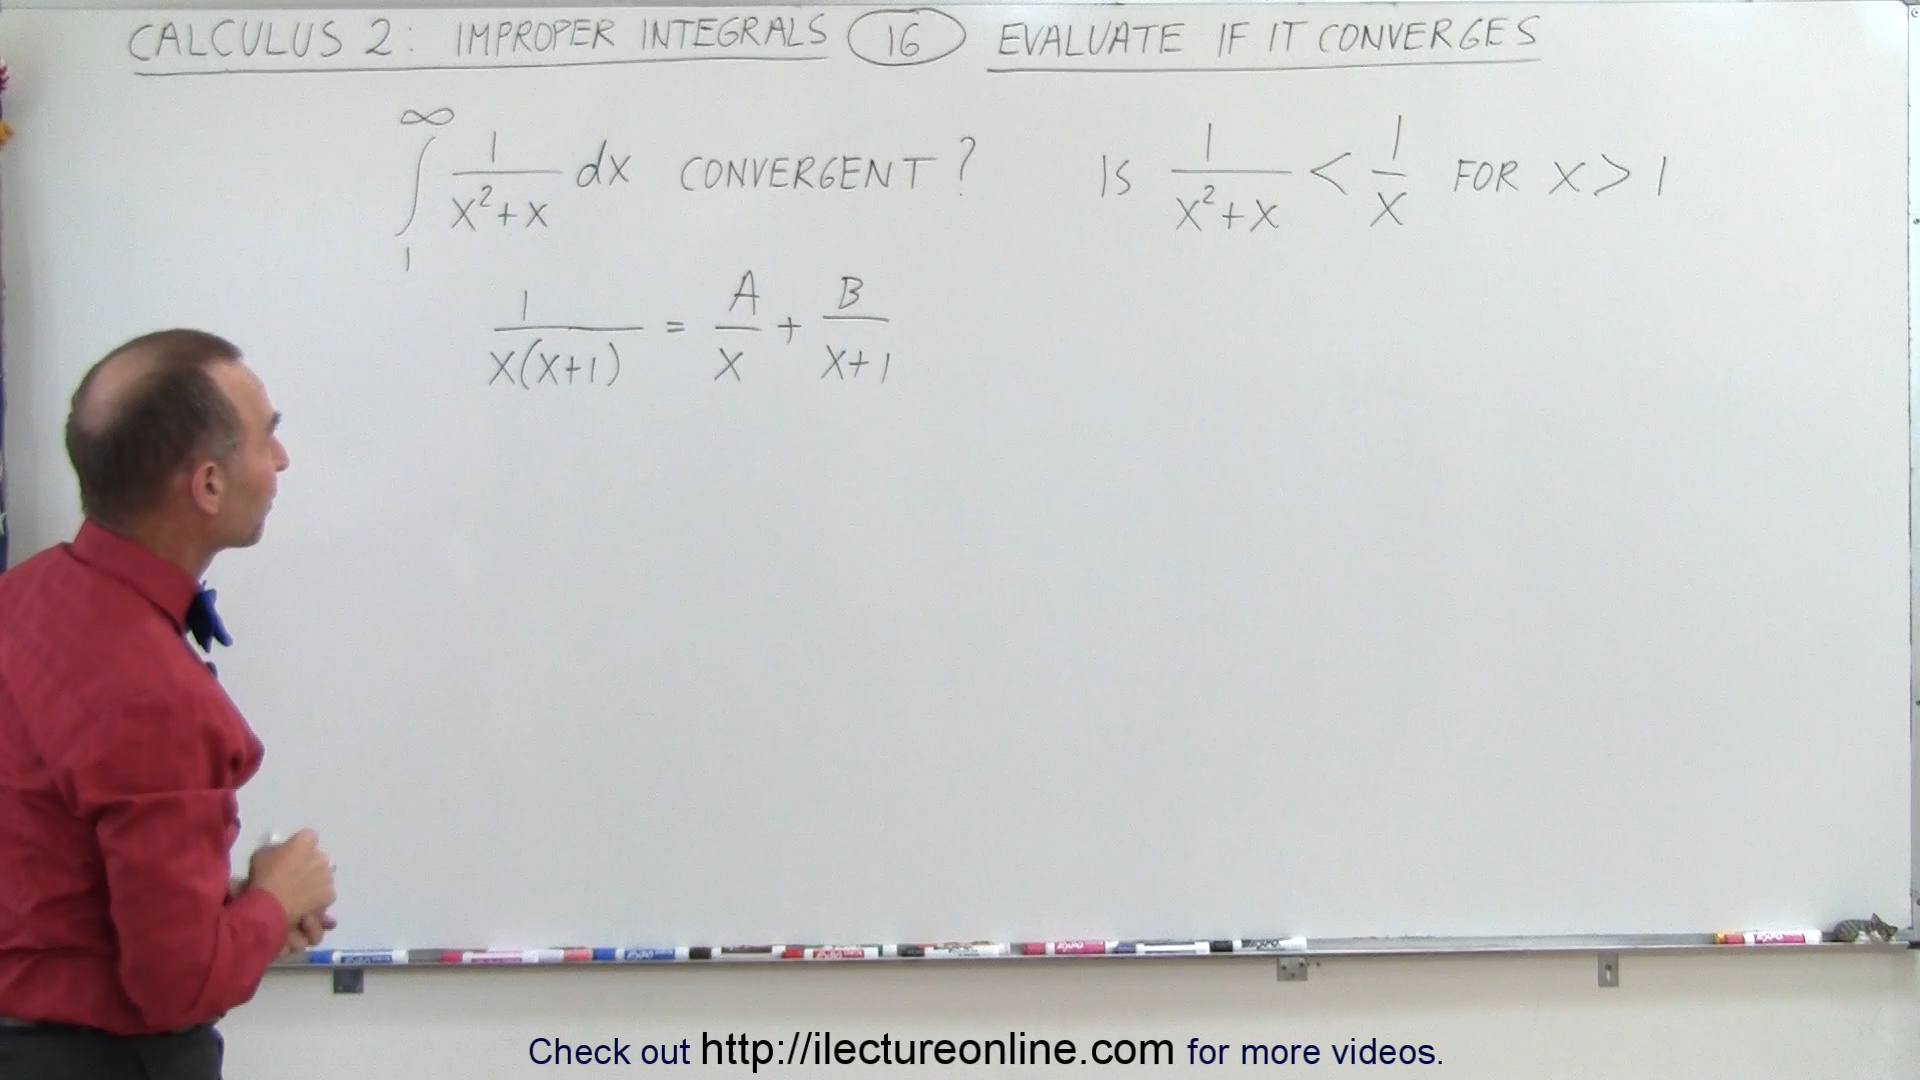 CALCULUS 2: IMPROPER INTEGRALS 16 EVALUATE IF IT CONVERGES
∫₁^∞ 1/(x²+x) dx CONVERGENT? IS 1/(x²+x) < 1/x FOR x > 1
1/(x(x+1)) = A/x + B/(x+1)
Check out http://ilectureonline.com for more videos.